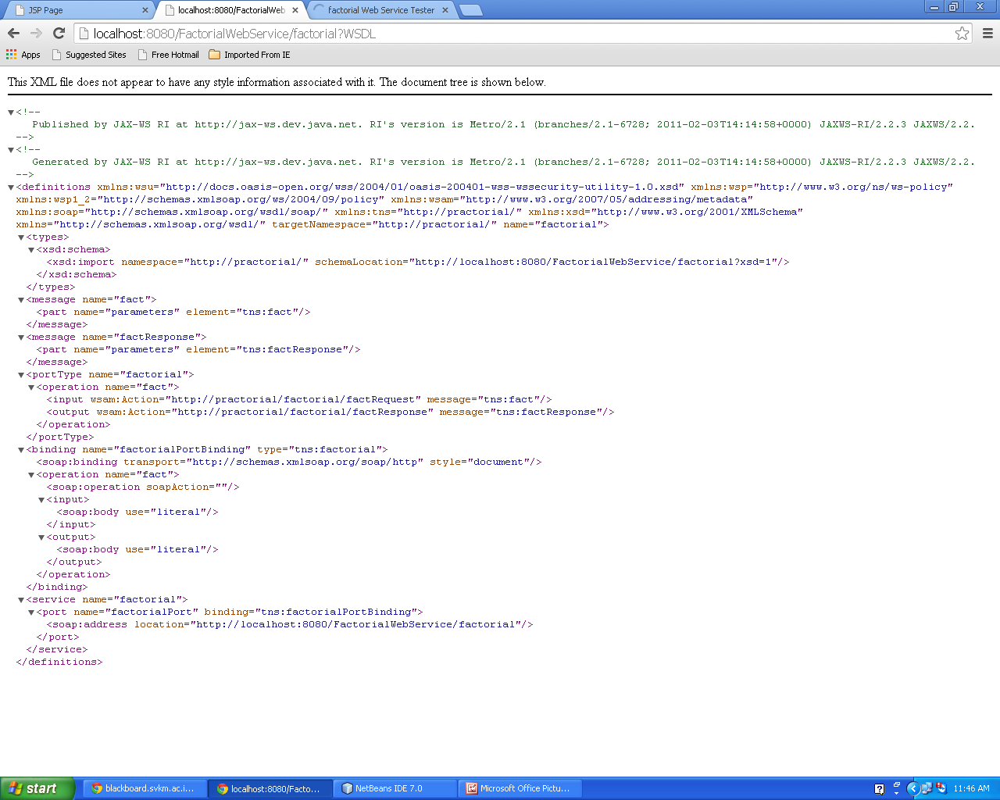 JSP Page
localhost:8080/FactorialWeb
factorial Web Service Tester
localhost:8080/FactorialWebService/factorial?WSDL
Apps Suggested Sites Free Hotmail Imported From IE
This XML file does not appear to have any style information associated with it. The document tree is shown below.
▼<!--
Published by JAX-WS RI at http://jax-ws.dev.java.net. RI's version is Metro/2.1 (branches/2.1-6728; 2011-02-03T14:14:58+0000) JAXWS-RI/2.2.3 JAXWS/2.2.
-->
▼<!--
Generated by JAX-WS RI at http://jax-ws.dev.java.net. RI's version is Metro/2.1 (branches/2.1-6728; 2011-02-03T14:14:58+0000) JAXWS-RI/2.2.3 JAXWS/2.2.
-->
▼<definitions xmlns:wsu="http://docs.oasis-open.org/wss/2004/01/oasis-200401-wss-wssecurity-utility-1.0.xsd" xmlns:wsp="http://www.w3.org/ns/ws-policy"
xmlns:wsp1_2="http://schemas.xmlsoap.org/ws/2004/09/policy" xmlns:wsam="http://www.w3.org/2007/05/addressing/metadata"
xmlns:soap="http://schemas.xmlsoap.org/wsdl/soap/" xmlns:tns="http://practorial/" xmlns:xsd="http://www.w3.org/2001/XMLSchema"
xmlns="http://schemas.xmlsoap.org/wsdl/" targetNamespace="http://practorial/" name="factorial">
▼<types>
▼<xsd:schema>
<xsd:import namespace="http://practorial/" schemaLocation="http://localhost:8080/FactorialWebService/factorial?xsd=1"/>
</xsd:schema>
</types>
▼<message name="fact">
<part name="parameters" element="tns:fact"/>
</message>
▼<message name="factResponse">
<part name="parameters" element="tns:factResponse"/>
</message>
▼<portType name="factorial">
▼<operation name="fact">
<input wsam:Action="http://practorial/factorial/factRequest" message="tns:fact"/>
<output wsam:Action="http://practorial/factorial/factResponse" message="tns:factResponse"/>
</operation>
</portType>
▼<binding name="factorialPortBinding" type="tns:factorial">
<soap:binding transport="http://schemas.xmlsoap.org/soap/http" style="document"/>
▼<operation name="fact">
<soap:operation soapAction=""/>
▼<input>
<soap:body use="literal"/>
</input>
▼<output>
<soap:body use="literal"/>
</output>
</operation>
</binding>
▼<service name="factorial">
▼<port name="factorialPort" binding="tns:factorialPortBinding">
<soap:address location="http://localhost:8080/FactorialWebService/factorial"/>
</port>
</service>
</definitions>
start
blackboard.svkm.ac.i...
localhost:8080/Facto...
NetBeans IDE 7.0
Microsoft Office Pictu...
11:46 AM